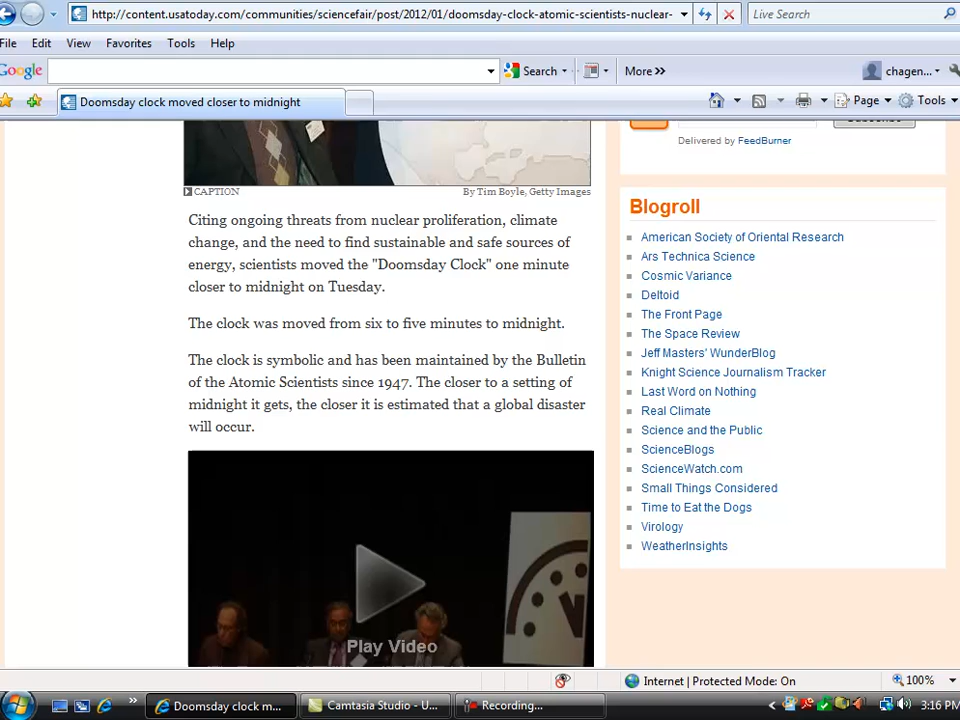 http://content.usatoday.com/communities/sciencefair/post/2012/01/doomsday-clock-atomic-scientists-nuclear-
Live Search
File Edit View Favorites Tools Help
Google Search More >> chagen...
Doomsday clock moved closer to midnight
Page Tools
Delivered by FeedBurner
CAPTION By Tim Boyle, Getty Images
Citing ongoing threats from nuclear proliferation, climate
change, and the need to find sustainable and safe sources of
energy, scientists moved the "Doomsday Clock" one minute
closer to midnight on Tuesday.
The clock was moved from six to five minutes to midnight.
The clock is symbolic and has been maintained by the Bulletin
of the Atomic Scientists since 1947. The closer to a setting of
midnight it gets, the closer it is estimated that a global disaster
will occur.
Play Video
Blogroll
American Society of Oriental Research
Ars Technica Science
Cosmic Variance
Deltoid
The Front Page
The Space Review
Jeff Masters' WunderBlog
Knight Science Journalism Tracker
Last Word on Nothing
Real Climate
Science and the Public
ScienceBlogs
ScienceWatch.com
Small Things Considered
Time to Eat the Dogs
Virology
WeatherInsights
Internet | Protected Mode: On 100%
Doomsday clock m... Camtasia Studio - U... Recording... 3:16 PM